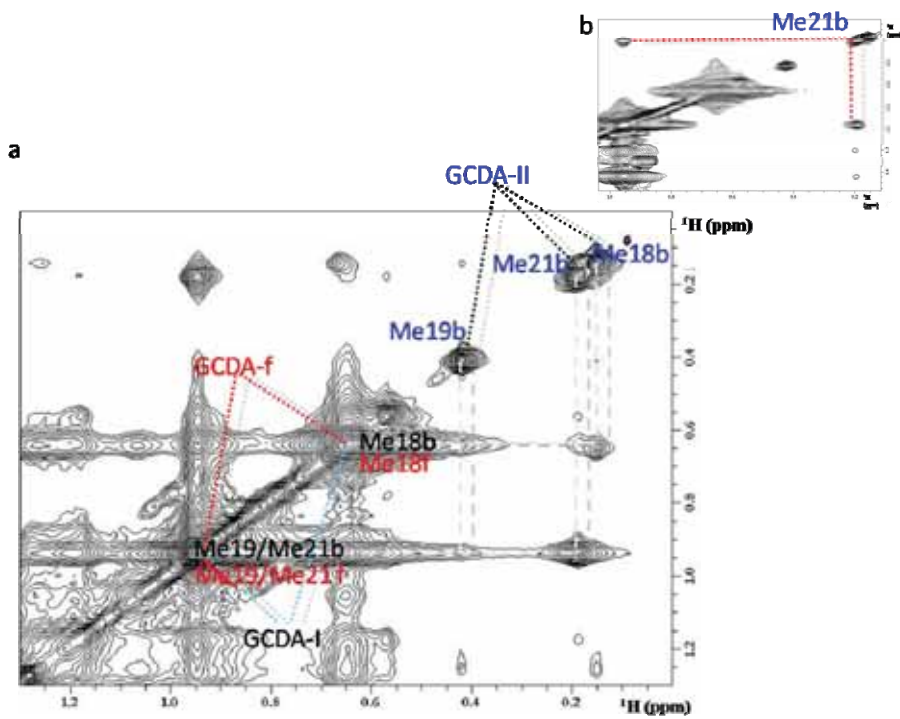 b
Me21b
a
GCDA-II
¹H (ppm)
Me21b
Me18b
0.2
Me19b
0.4
GCDA-f
Me18b
0.6
Me18f
0.8
Me19/Me21b
Me19/Me21f
1.0
GCDA-I
1.2
1.2 1.0 0.8 0.6 0.4 0.2
¹H (ppm)